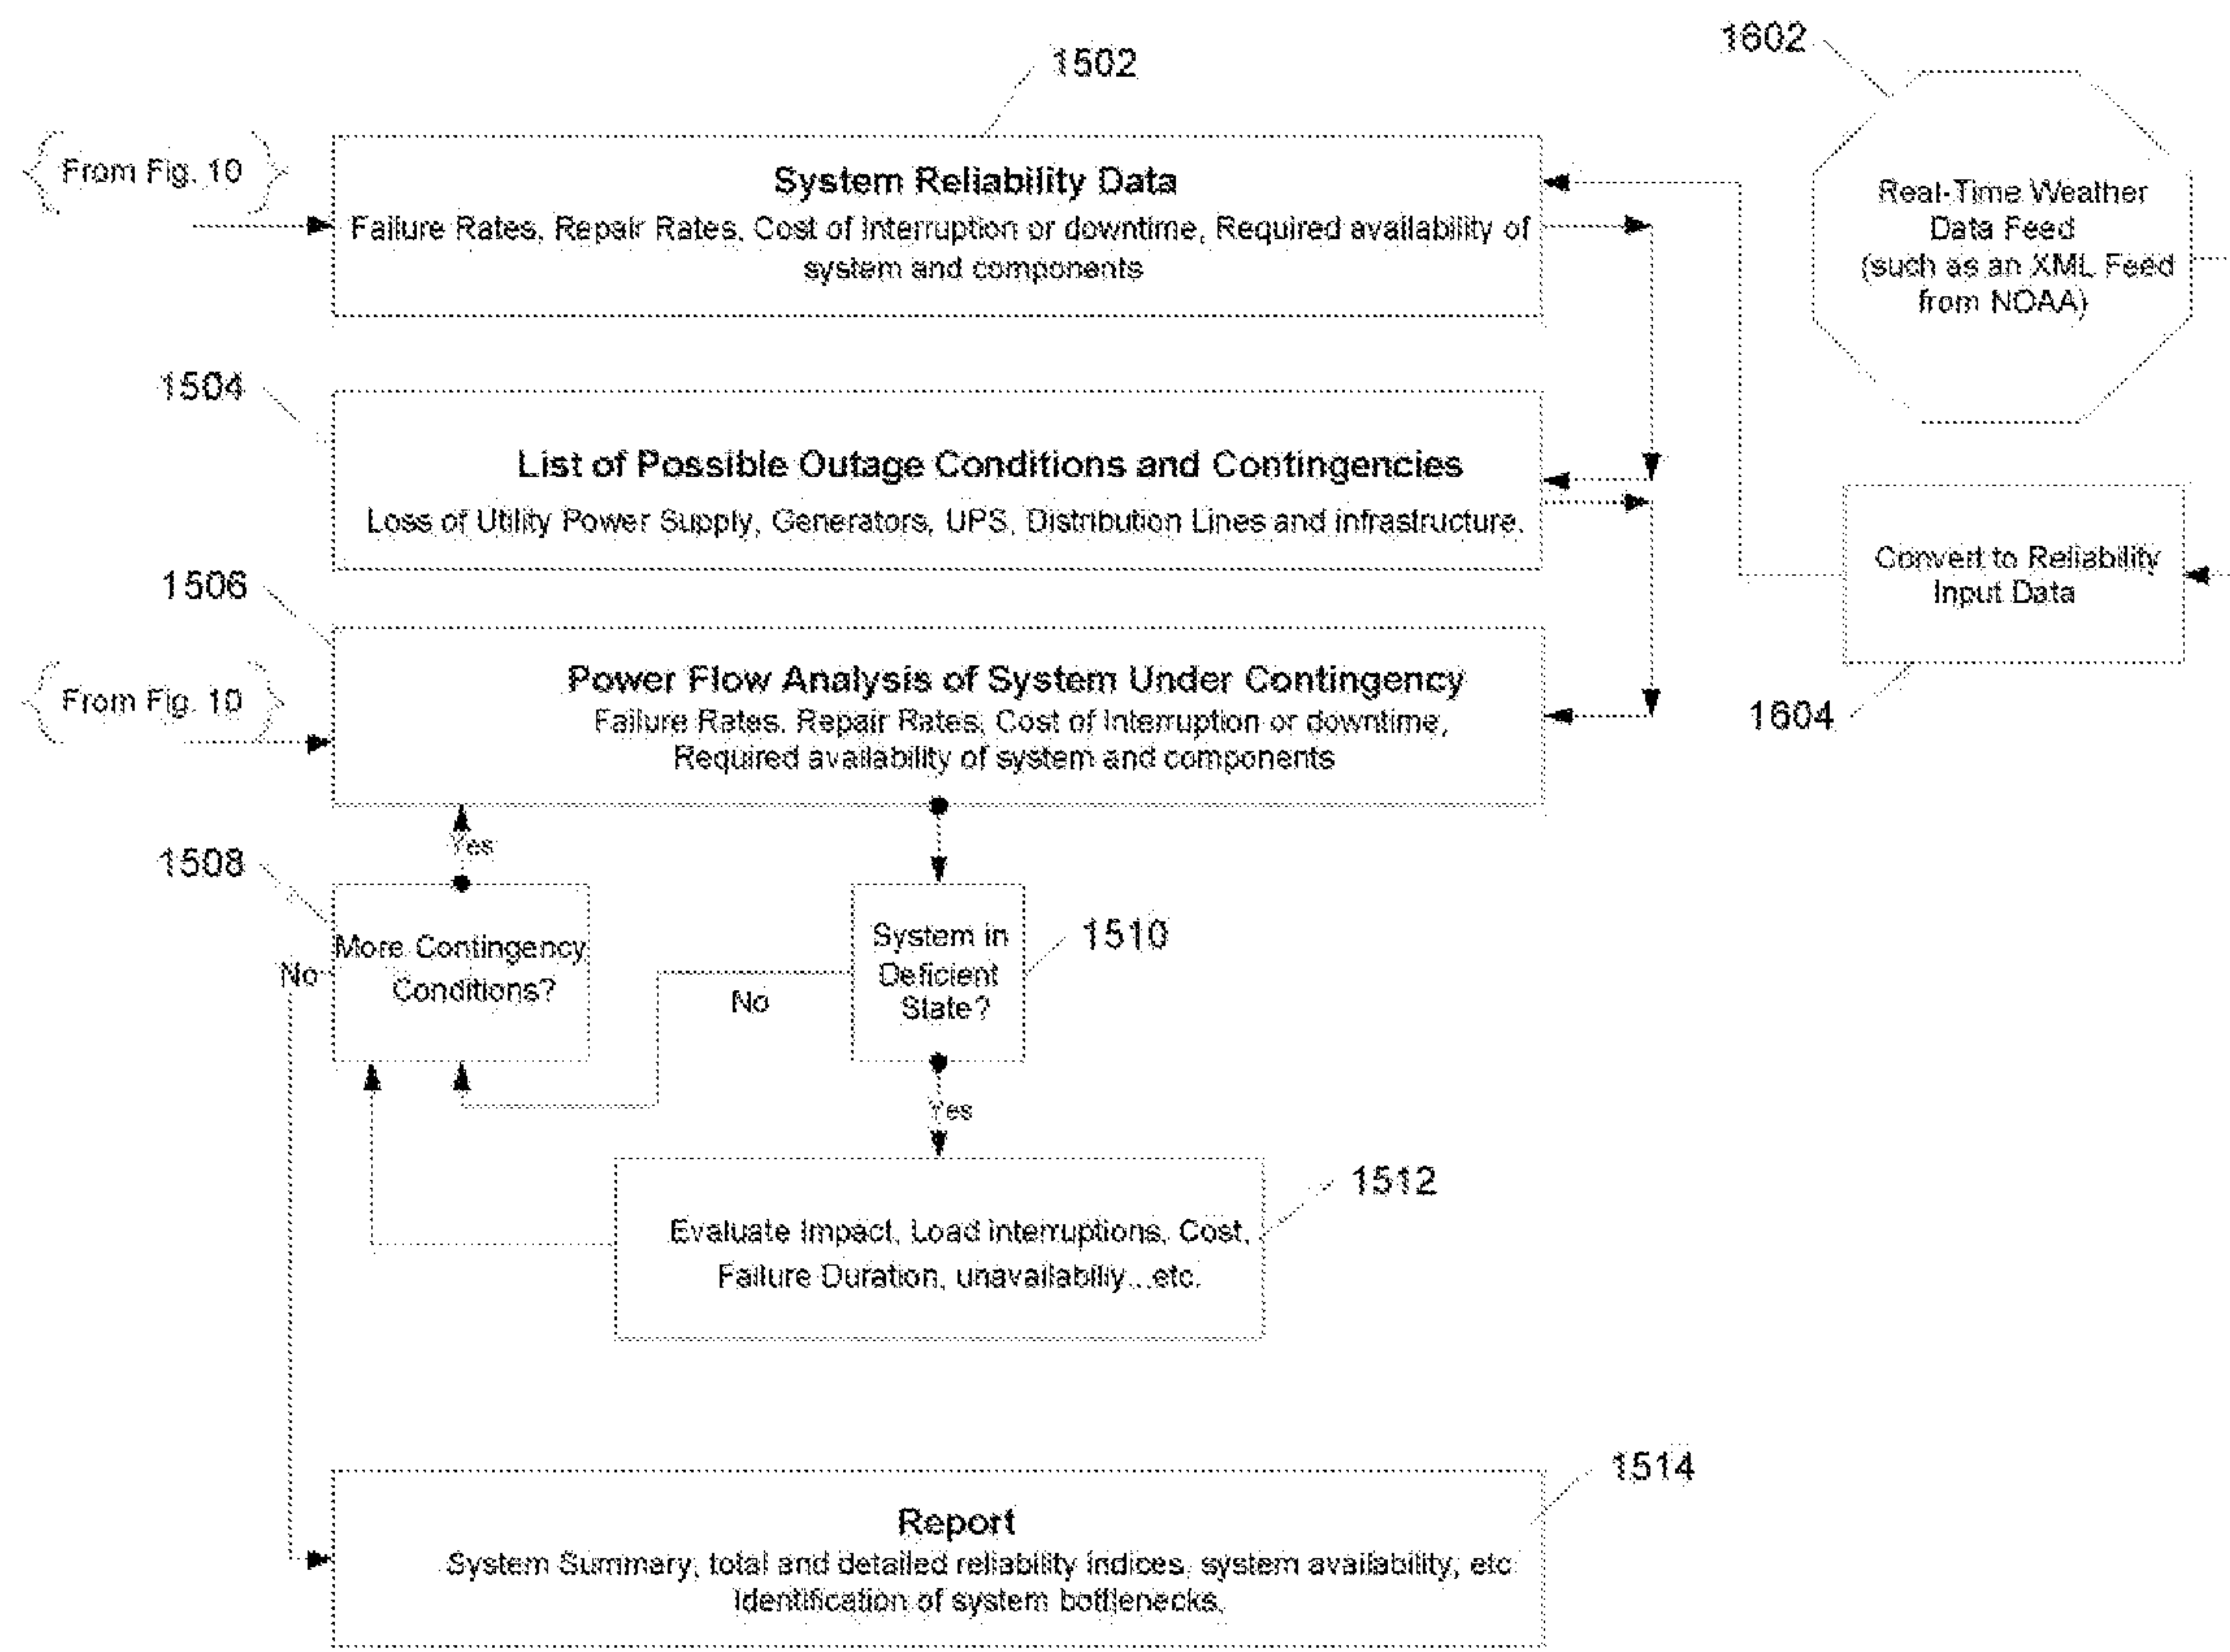 1502
1602
From Fig. 10
System Reliability Data
Failure Rates, Repair Rates, Cost of Interruption or downtime, Required availability of
system and components
Real-Time Weather
Data Feed
(such as an XML Feed
from NOAA)
1504
List of Possible Outage Conditions and Contingencies
Loss of Utility Power Supply, Generators, UPS, Distribution Lines and infrastructure.
Convert to Reliability
Input Data
1604
1506
From Fig. 10
Power Flow Analysis of System Under Contingency
Failure Rates. Repair Rates, Cost of Interruption or downtime,
Required availability of system and components
Yes
1508
More Contingency
Conditions?
No
No
System in
Deficient
State?
1510
Yes
1512
Evaluate Impact, Load interruptions, Cost,
Failure Duration, unavailabiliy...etc.
1514
Report
System Summary, total and detailed reliability indices, system availability, etc
Identification of system bottlenecks.